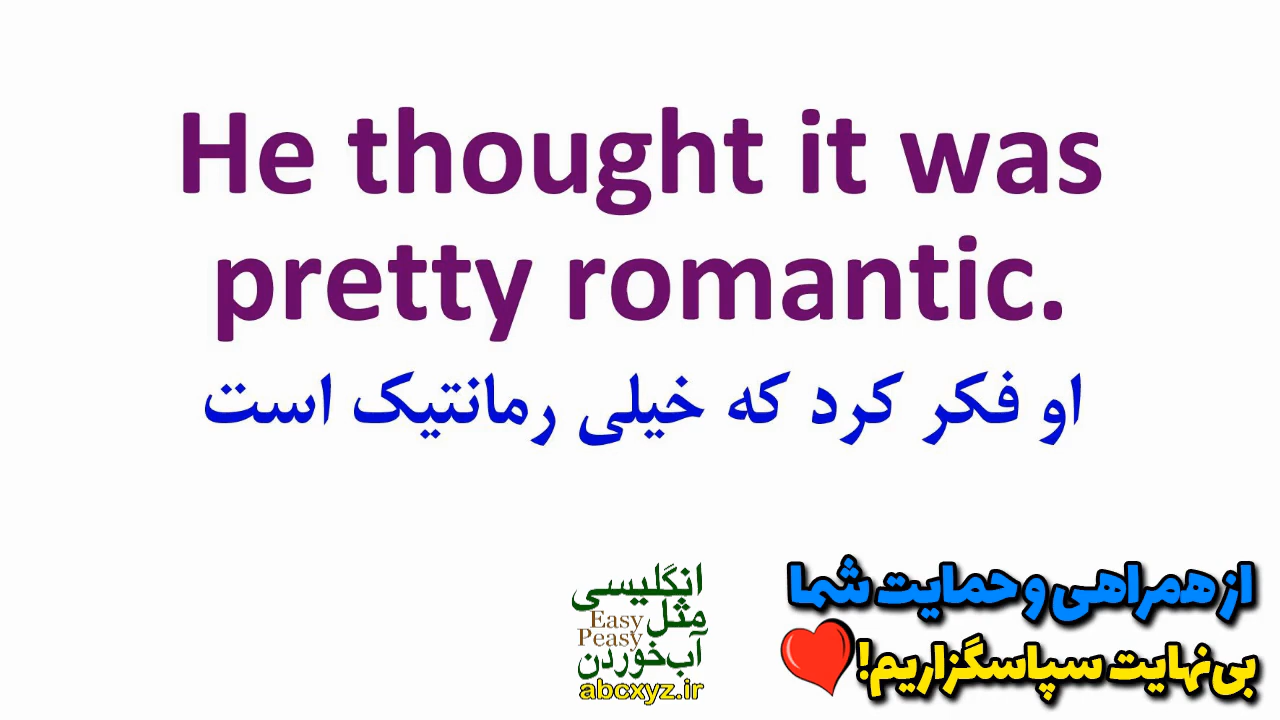 He thought it was
pretty romantic.
او فکر کرد که خیلی رمانتیک است
انگلیسی
مثل
Easy
Peasy
آب‌خوردن
abcxyz.ir
از همراهی و حمایت شما
بی‌نهایت سپاسگزاریم!